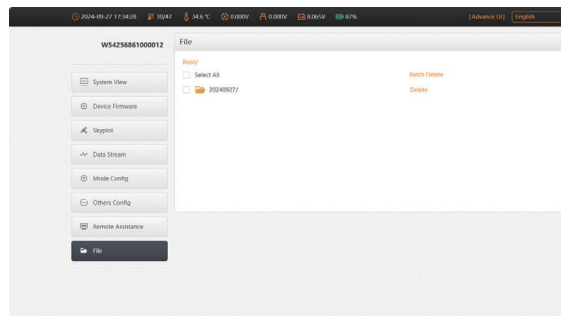 2024-09-27 17:34:28 30/47 34.6 ℃ 0.000V 0.000V 8.065V 87% [Advance UI] English
W54256861000012
File
Root/
Select All Batch Delete
20240927/ Delete
System View
Device Firmware
Skyplot
Data Stream
Mode Config
Others Config
Remote Assistance
File